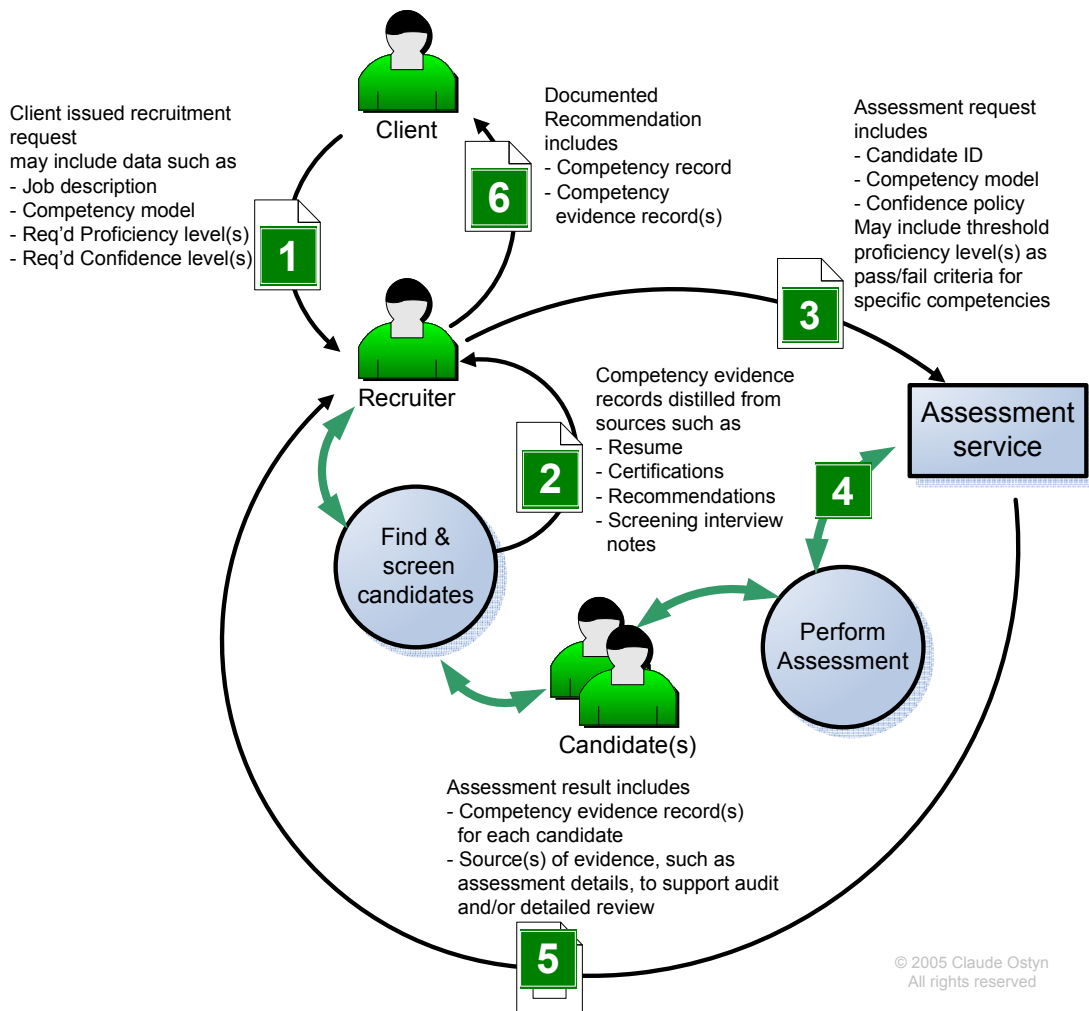 Client
Client issued recruitment
request
may include data such as
- Job description
- Competency model
- Req'd Proficiency level(s)
- Req'd Confidence level(s)
1
Documented
Recommendation
includes
- Competency record
- Competency
evidence record(s)
6
Assessment request
includes
- Candidate ID
- Competency model
- Confidence policy
May include threshold
proficiency level(s) as
pass/fail criteria for
specific competencies
3
Recruiter
Competency evidence
records distilled from
sources such as
- Resume
- Certifications
- Recommendations
- Screening interview
notes
2
Assessment
service
4
Find &
screen
candidates
Perform
Assessment
Candidate(s)
Assessment result includes
- Competency evidence record(s)
for each candidate
- Source(s) of evidence, such as
assessment details, to support audit
and/or detailed review
5
© 2005 Claude Ostyn
All rights reserved